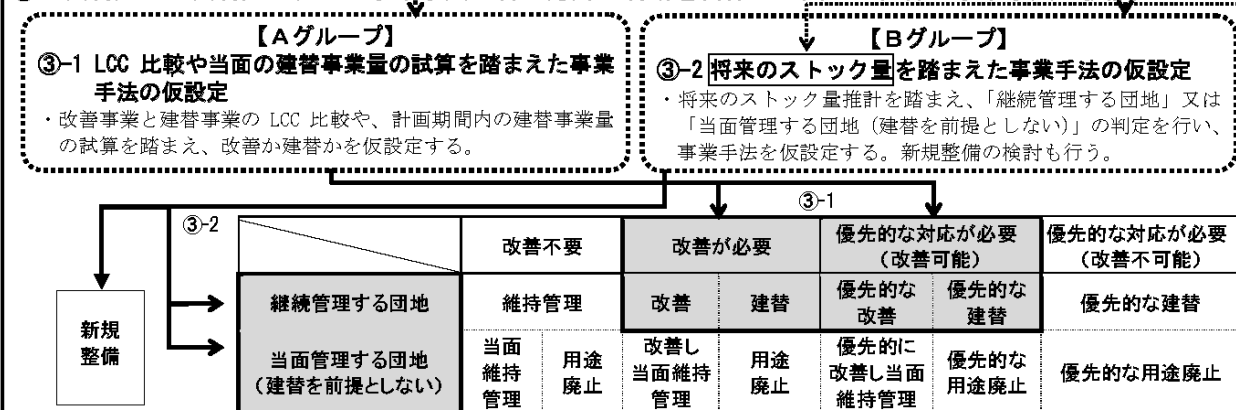 【Aグループ】
③-1 LCC 比較や当面の建替事業量の試算を踏まえた事業
手法の仮設定
・改善事業と建替事業の LCC 比較や、計画期間内の建替事業量
の試算を踏まえ、改善か建替かを仮設定する。
【Bグループ】
③-2 将来のストック量を踏まえた事業手法の仮設定
・将来のストック量推計を踏まえ、「継続管理する団地」又は
「当面管理する団地（建替を前提としない）」の判定を行い、
事業手法を仮設定する。新規整備の検討も行う。
③-1
③-2
改善不要
改善が必要
優先的な対応が必要
（改善可能）
優先的な対応が必要
（改善不可能）
新規
整備
継続管理する団地
維持管理
改善
建替
優先的な
改善
優先的な
建替
優先的な建替
当面管理する団地
（建替を前提としない）
当面
維持
管理
用途
廃止
改善し
当面維持
管理
用途
廃止
優先的に
改善し当面
維持管理
優先的な
用途廃止
優先的な用途廃止